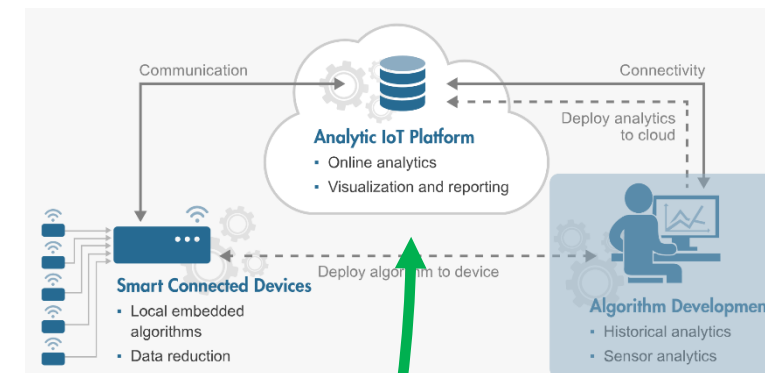 Communication
Connectivity
Deploy analytics
to cloud
Analytic IoT Platform
▪ Online analytics
▪ Visualization and reporting
Deploy algorithm to device
Smart Connected Devices
▪ Local embedded
algorithms
▪ Data reduction
Algorithm Developmen
▪ Historical analytics
▪ Sensor analytics